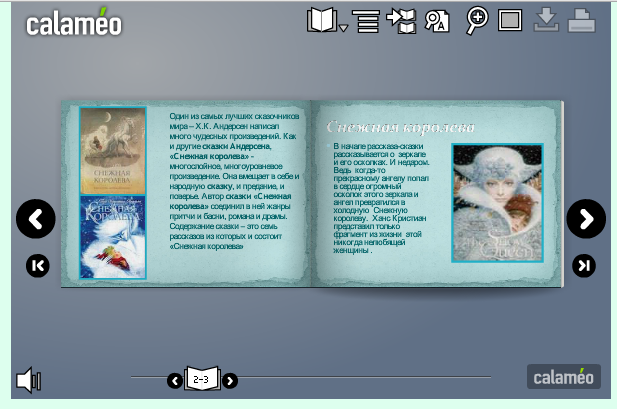 calaméo
A
СНЕЖНАЯ
КОРОЛЕВА
СНЕЖНАЯ
КОРОЛЕВА
Один из самых лучших сказочников
мира – Х.К. Андерсен написал
много чудесных произведений. Как
и другие сказки Андерсена,
«Снежная королева» -
многослойное, многоуровневое
произведение. Она вмещает в себе и
народную сказку, и предание, и
поверье. Автор сказки «Снежная
королева» соединил в ней жанры
притчи и басни, романа и драмы.
Содержание сказки – это семь
рассказов из которых и состоит
«Снежная королева»
Снежная королева
В начале рассказа-сказки
рассказывается о зеркале
и его осколках. И недаром.
Ведь когда-то
прекрасному ангелу попал
в сердце огромный
осколок этого зеркала и
ангел превратился в
холодную Снежную
королеву. Ханс Кристиан
представил только
фрагмент из жизни этой
никогда нелюбящей
женщины .
2-3
calaméo